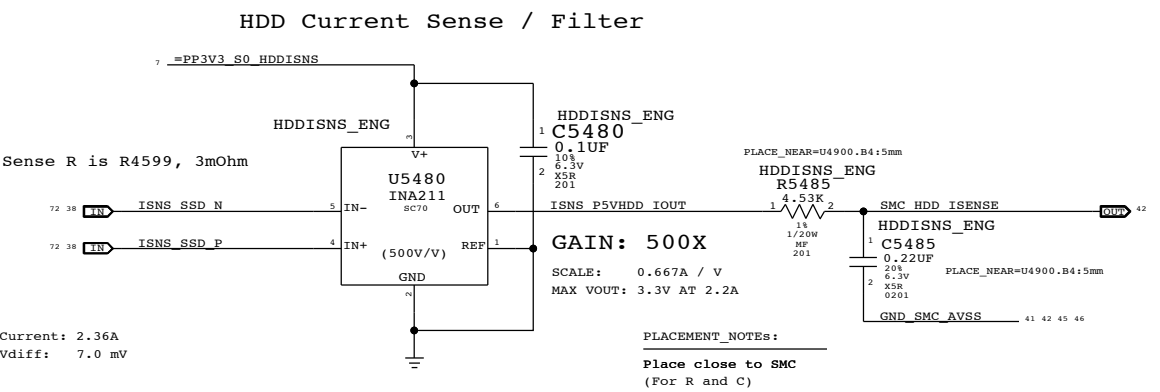 HDD Current Sense / Filter
7 =PP3V3_S0_HDDISNS
HDDISNS_ENG
3
V+
U5480
INA211
SC70
(500V/V)
IN-
IN+
OUT
REF
GND
5
4
6
1
2
HDDISNS_ENG
1 C5480
0.1UF
10%
6.3V
2 X5R
201
Sense R is R4599, 3mOhm
72 38 IN ISNS_SSD_N
72 38 IN ISNS_SSD_P
ISNS_P5VHDD_IOUT
GAIN: 500X
SCALE: 0.667A / V
MAX VOUT: 3.3V AT 2.2A
PLACE_NEAR=U4900.B4:5mm
HDDISNS_ENG
R5485
1 4.53K 2
1%
1/20W
MF
201
SMC_HDD_ISENSE OUT 42
HDDISNS_ENG
1 C5485
0.22UF
20%
6.3V
2 X5R
0201
PLACE_NEAR=U4900.B4:5mm
GND_SMC_AVSS 41 42 45 46
Current: 2.36A
Vdiff: 7.0 mV
PLACEMENT_NOTEs:
Place close to SMC
(For R and C)